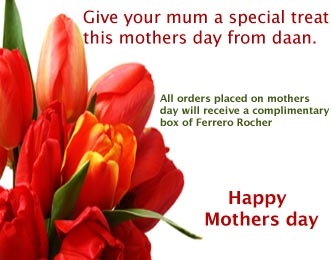 Give your mum a special treat
this mothers day from daan.
All orders placed on mothers
day will receive a complimentary
box of Ferrero Rocher
Happy
Mothers day